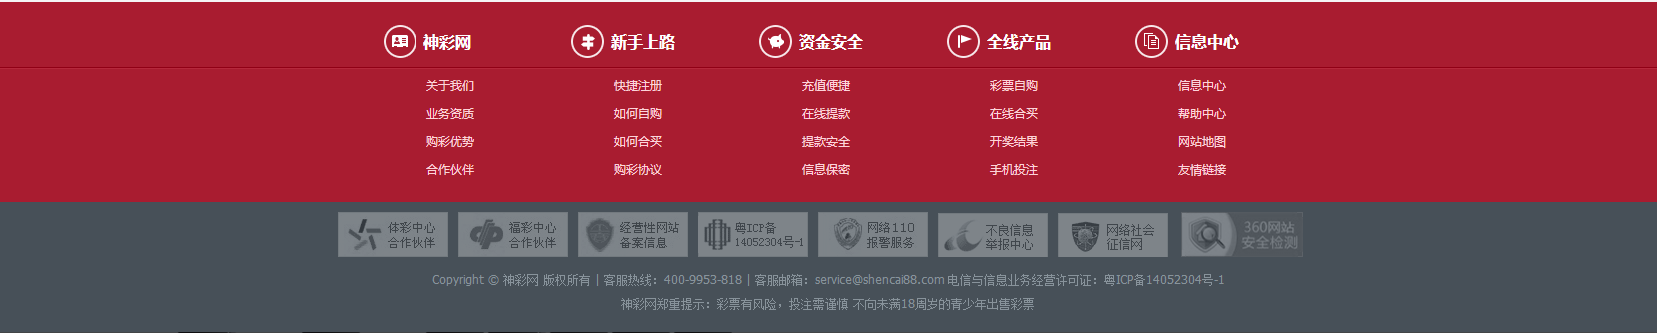 神彩网 新手上路 资金安全 全线产品 信息中心
关于我们 快捷注册 充值便捷 彩票自购 信息中心
业务资质 如何自购 在线提款 在线合买 帮助中心
购彩优势 如何合买 提款安全 开奖结果 网站地图
合作伙伴 购彩协议 信息保密 手机投注 友情链接
体彩中心 福彩中心 经营性网站 粤ICP备 网络110 不良信息 网络社会 360网站
合作伙伴 合作伙伴 备案信息 14052304号-1 报警服务 举报中心 征信网 安全检测
Copyright © 神彩网 版权所有 | 客服热线：400-9953-818 | 客服邮箱：service@shencai88.com 电信与信息业务经营许可证：粤ICP备14052304号-1
神彩网郑重提示：彩票有风险，投注需谨慎 不向未满18周岁的青少年出售彩票